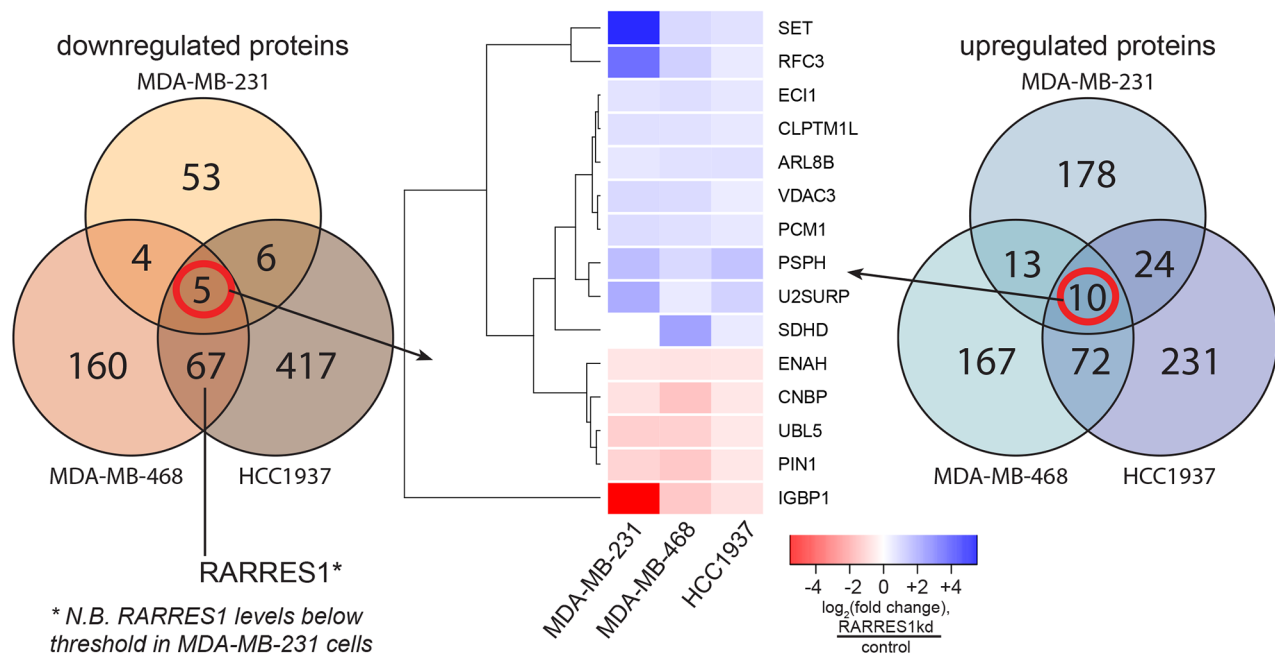 downregulated proteins
MDA-MB-231
53
4
6
5
160
67
417
MDA-MB-468
HCC1937
RARRES1*
* N.B. RARRES1 levels below
threshold in MDA-MB-231 cells
SET
RFC3
ECI1
CLPTM1L
ARL8B
VDAC3
PCM1
PSPH
U2SURP
SDHD
ENAH
CNBP
UBL5
PIN1
IGBP1
MDA-MB-231
MDA-MB-468
HCC1937
-4 -2 0 +2 +4
log2(fold change),
RARRES1kd
control
upregulated proteins
MDA-MB-231
178
13
24
10
167
72
231
MDA-MB-468
HCC1937